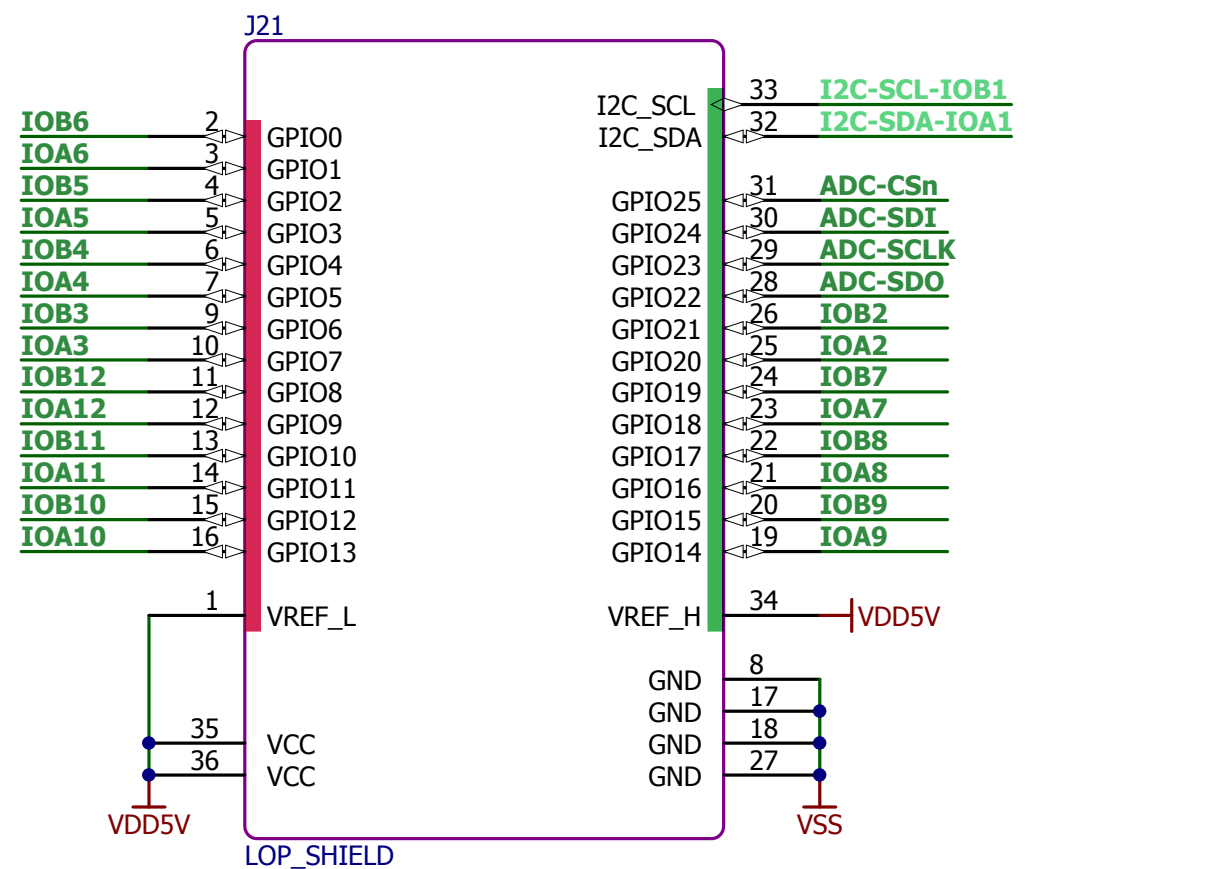 J21
33 I2C-SCL-IOB1
I2C_SCL
32 I2C-SDA-IOA1
IOB6 2 GPIO0 I2C_SDA
IOA6 3 GPIO1
IOB5 4 GPIO2 GPIO25 31 ADC-CSn
IOA5 5 GPIO3 GPIO24 30 ADC-SDI
IOB4 6 GPIO4 GPIO23 29 ADC-SCLK
IOA4 7 GPIO5 GPIO22 28 ADC-SDO
IOB3 9 GPIO6 GPIO21 26 IOB2
IOA3 10 GPIO7 GPIO20 25 IOA2
IOB12 11 GPIO8 GPIO19 24 IOB7
IOA12 12 GPIO9 GPIO18 23 IOA7
IOB11 13 GPIO10 GPIO17 22 IOB8
IOA11 14 GPIO11 GPIO16 21 IOA8
IOB10 15 GPIO12 GPIO15 20 IOB9
IOA10 16 GPIO13 GPIO14 19 IOA9
1 VREF_L VREF_H 34 VDD5V
GND 8
GND 17
35 VCC GND 18
36 VCC GND 27
VDD5V VSS
LOP_SHIELD